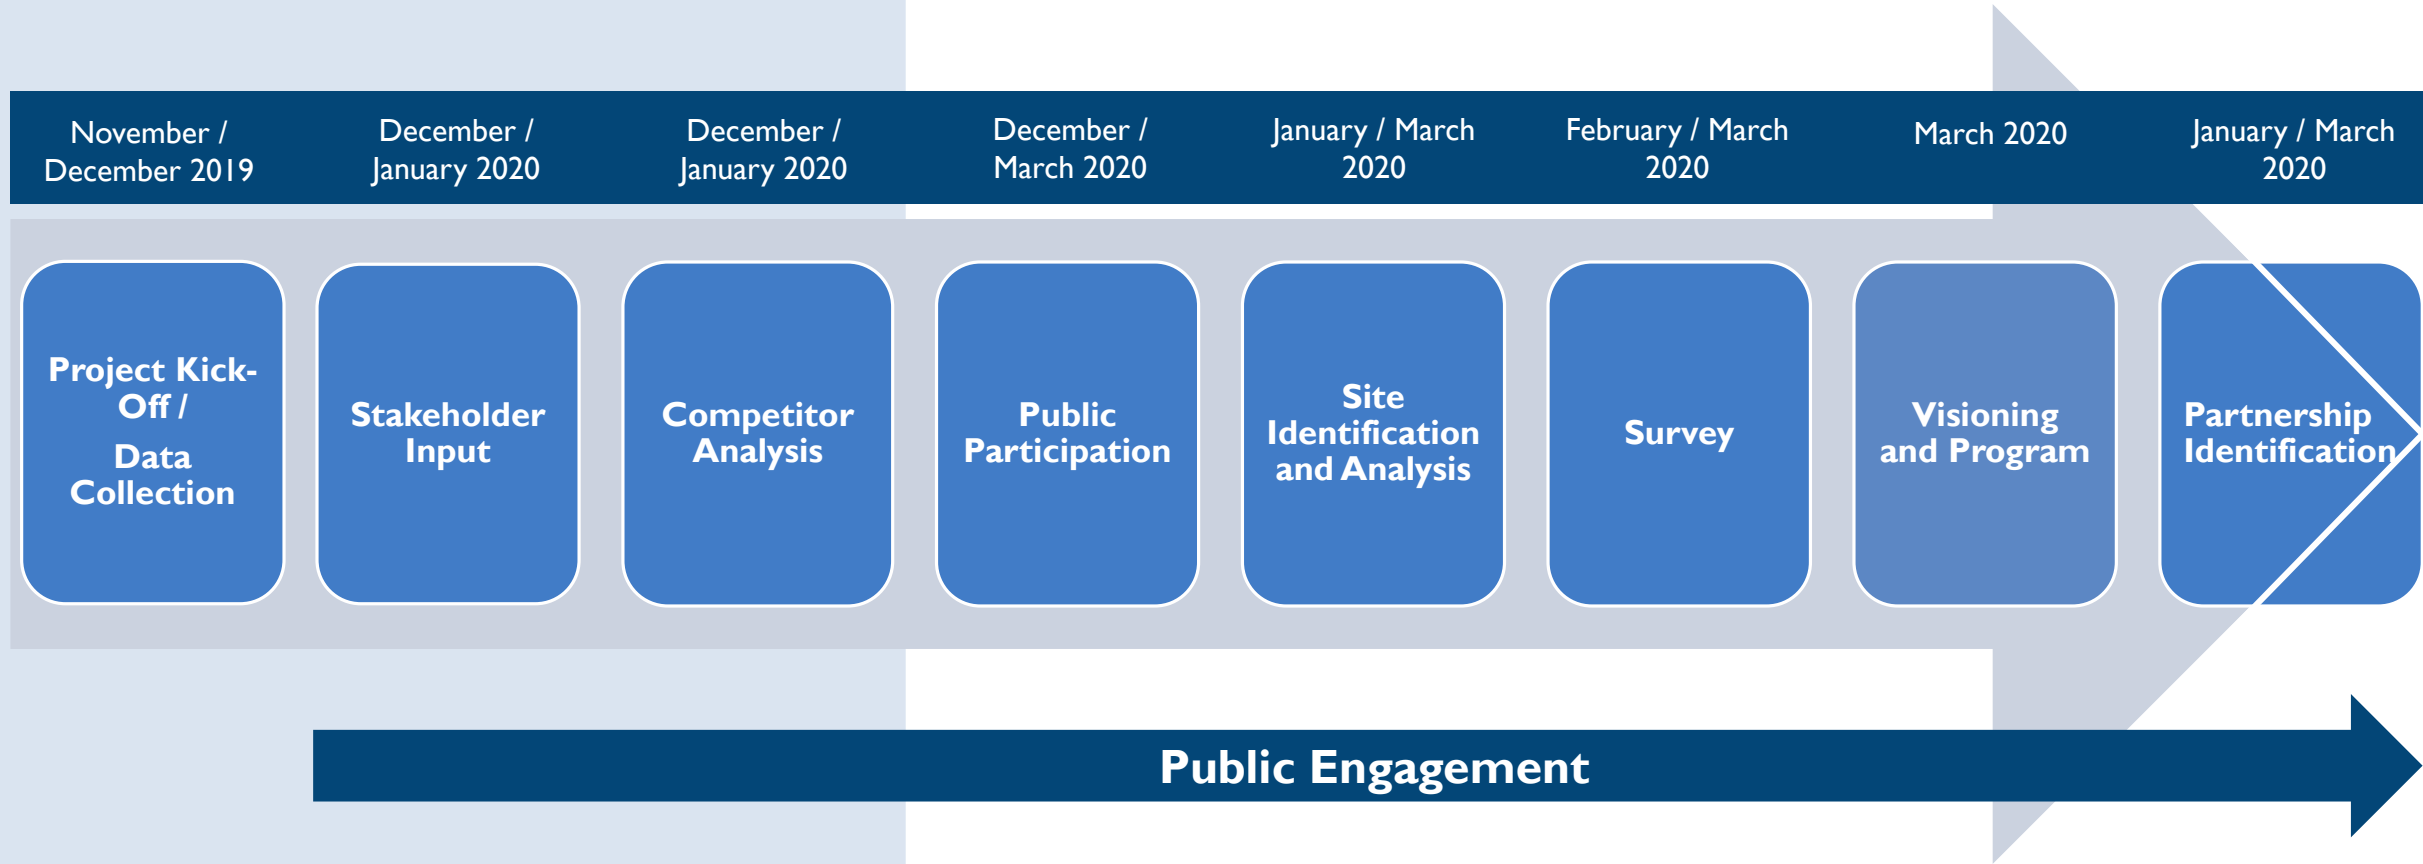 November /
December 2019
December /
January 2020
December /
January 2020
December /
March 2020
January / March
2020
February / March
2020
March 2020
January / March
2020
Project Kick-
Off /
Data
Collection
Stakeholder
Input
Competitor
Analysis
Public
Participation
Site
Identification
and Analysis
Survey
Visioning
and Program
Partnership
Identification
Public Engagement